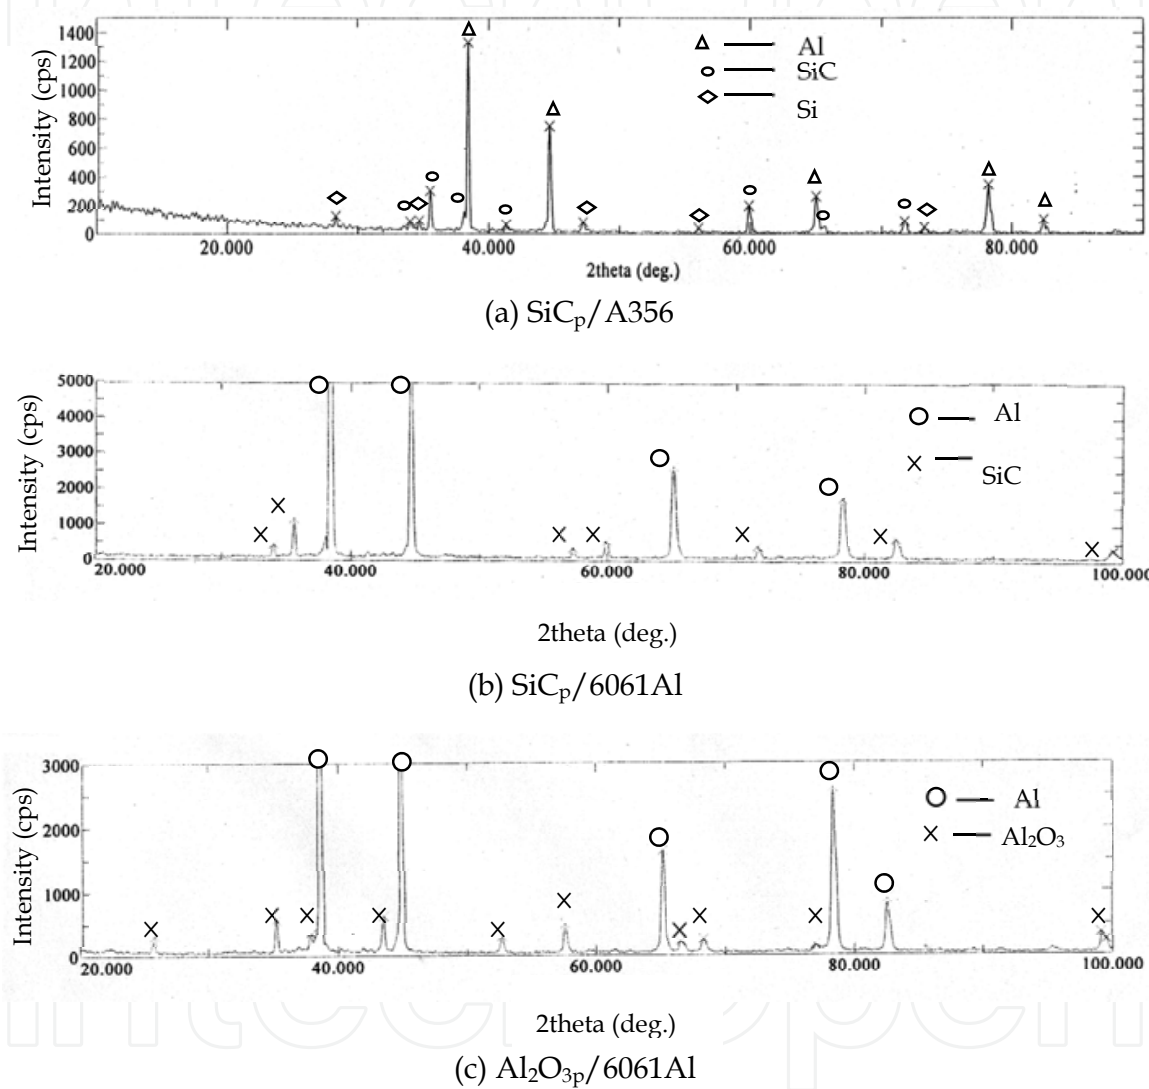 1400
1200
1000
800
600
400
200
0
Intensity (cps)
Al
SiC
Si
20.000 40.000 60.000 80.000
2theta (deg.)
(a) SiCp/A356
5000
4000
3000
2000
1000
0
Intensity (cps)
Al
SiC
20.000 40.000 60.000 80.000 100.000
2theta (deg.)
(b) SiCp/6061Al
3000
2000
1000
0
Intensity (cps)
Al
Al2O3
20.000 40.000 60.000 80.000 100.000
2theta (deg.)
(c) Al2O3p/6061Al